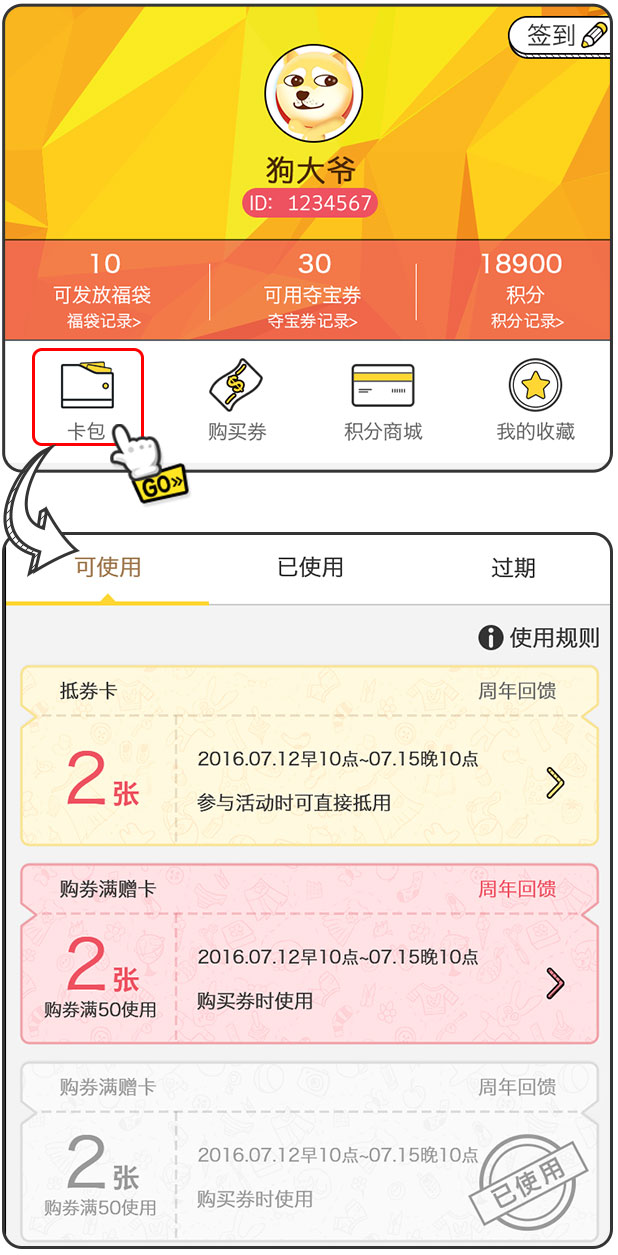 签到
狗大爷
ID: 1234567
10
30
18900
可发放福袋
可用夺宝券
积分
福袋记录>
夺宝券记录>
积分记录>
卡包
购买券
积分商城
我的收藏
GO»
可使用
已使用
过期
使用规则
抵券卡
周年回馈
2张
2016.07.12早10点~07.15晚10点
参与活动时可直接抵用
购券满赠卡
周年回馈
2张
购券满50使用
2016.07.12早10点~07.15晚10点
购买券时使用
购券满赠卡
周年回馈
2张
购券满50使用
2016.07.12早10点~07.15晚10点
购买券时使用
已使用